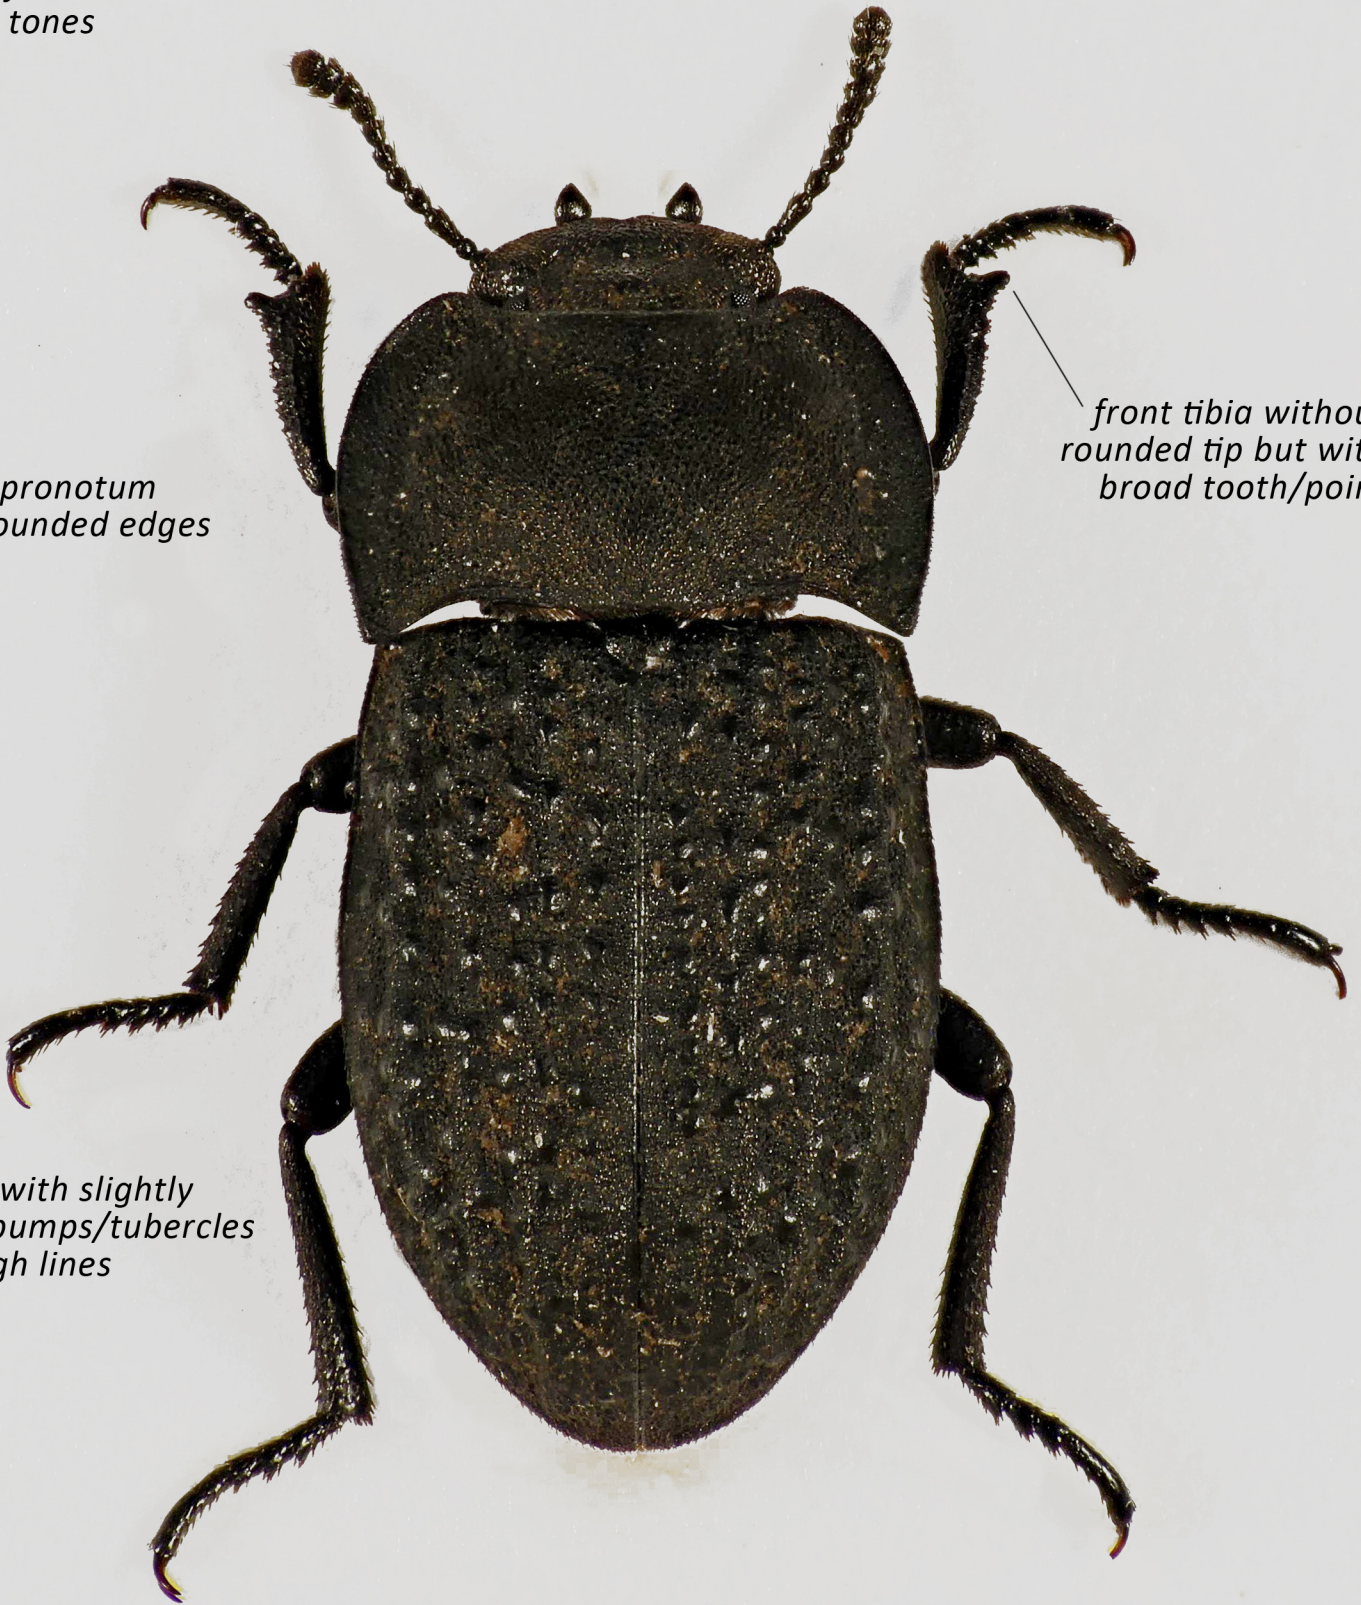 tones
front tibia withou
rounded tip but wit
broad tooth/poi
pronotum
ounded edges
with slightly
bumps/tubercles
gh lines